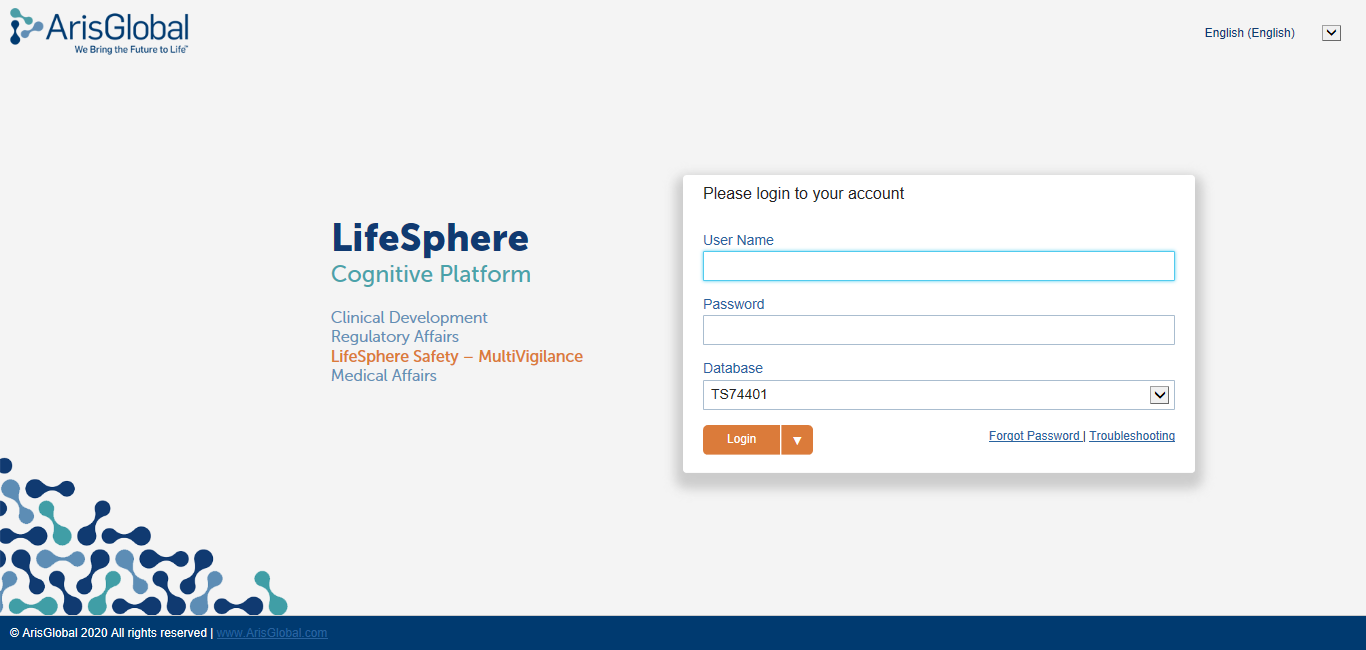 ArisGlobal
We Bring the Future to Life™
English (English)
LifeSphere
Cognitive Platform
Clinical Development
Regulatory Affairs
LifeSphere Safety – MultiVigilance
Medical Affairs
Please login to your account
User Name
Password
Database
TS74401
Login ▼
Forgot Password | Troubleshooting
© ArisGlobal 2020 All rights reserved | www.ArisGlobal.com